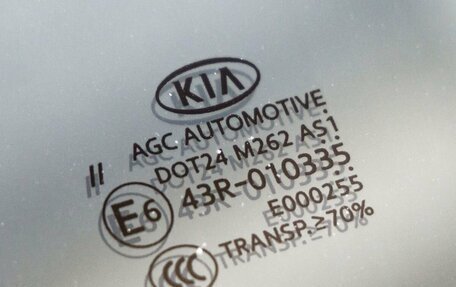 KIA
AGC AUTOMOTIVE
II DOT24 M262 AS1
E6 43R-010335
E000255
CCC TRANSP.≥70%